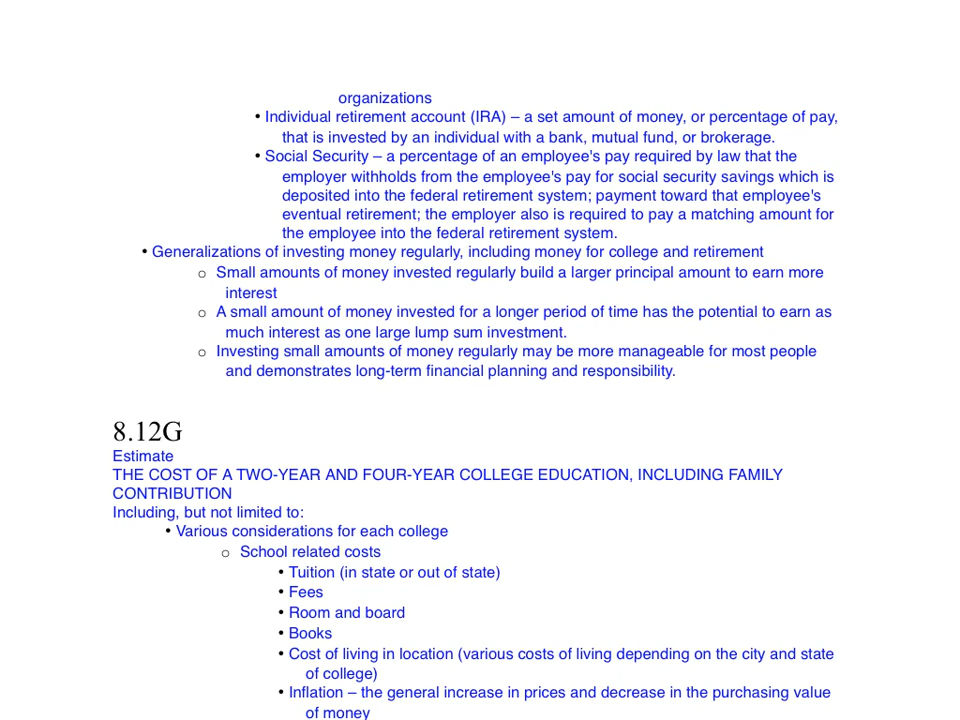 organizations
• Individual retirement account (IRA) – a set amount of money, or percentage of pay,
that is invested by an individual with a bank, mutual fund, or brokerage.
• Social Security – a percentage of an employee's pay required by law that the
employer withholds from the employee's pay for social security savings which is
deposited into the federal retirement system; payment toward that employee's
eventual retirement; the employer also is required to pay a matching amount for
the employee into the federal retirement system.
• Generalizations of investing money regularly, including money for college and retirement
○ Small amounts of money invested regularly build a larger principal amount to earn more
interest
○ A small amount of money invested for a longer period of time has the potential to earn as
much interest as one large lump sum investment.
○ Investing small amounts of money regularly may be more manageable for most people
and demonstrates long-term financial planning and responsibility.
8.12G
Estimate
THE COST OF A TWO-YEAR AND FOUR-YEAR COLLEGE EDUCATION, INCLUDING FAMILY
CONTRIBUTION
Including, but not limited to:
• Various considerations for each college
○ School related costs
• Tuition (in state or out of state)
• Fees
• Room and board
• Books
• Cost of living in location (various costs of living depending on the city and state
of college)
• Inflation – the general increase in prices and decrease in the purchasing value
of money